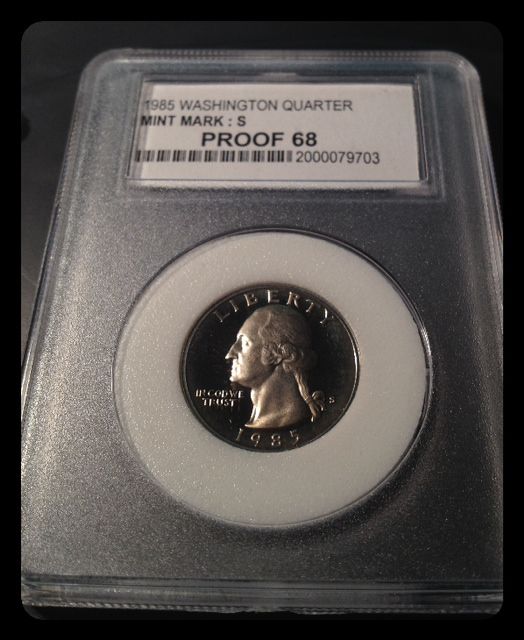 1985 WASHINGTON QUARTER
MINT MARK : S
PROOF 68
2000079703
LIBERTY
IN GOD WE
TRUST
S
1985